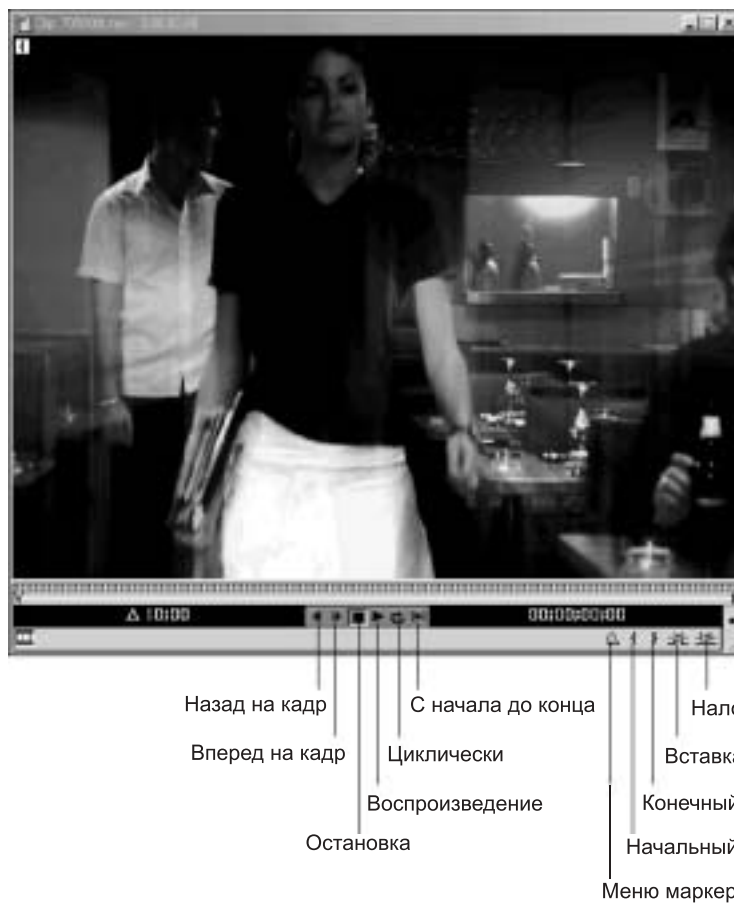 Δ 10:00
00:00:00:00
Назад на кадр
С начала до конца
Нало
Вперед на кадр
Циклически
Вставка
Воспроизведение
Конечный
Остановка
Начальный
Меню маркер